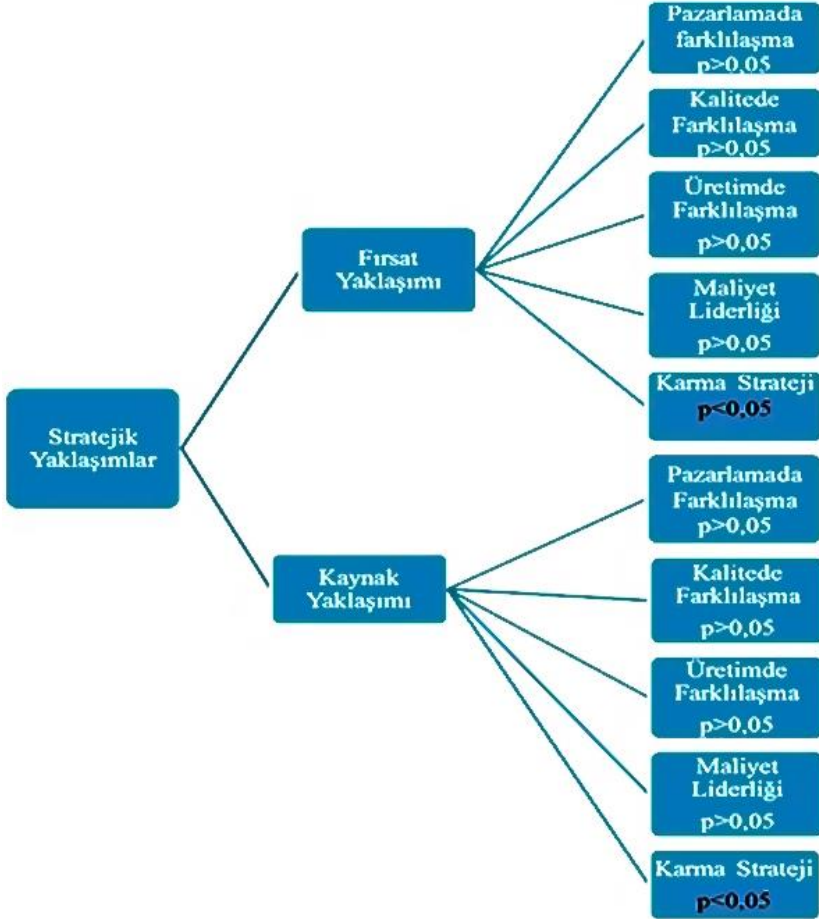 Pazarlamada
farklılaşma
p>0,05
Kalitede
Farklılaşma
p>0,05
Üretimde
Farklılaşma
p>0,05
Fırsat
Yaklaşımı
Maliyet
Liderliği
p>0,05
Karma Strateji
p<0,05
Stratejik
Yaklaşımlar
Pazarlamada
Farklılaşma
p>0,05
Kaynak
Yaklaşımı
Kalitede
Farklılaşma
p>0,05
Üretimde
Farklılaşma
p>0,05
Maliyet
Liderliği
p>0,05
Karma Strateji
p<0,05